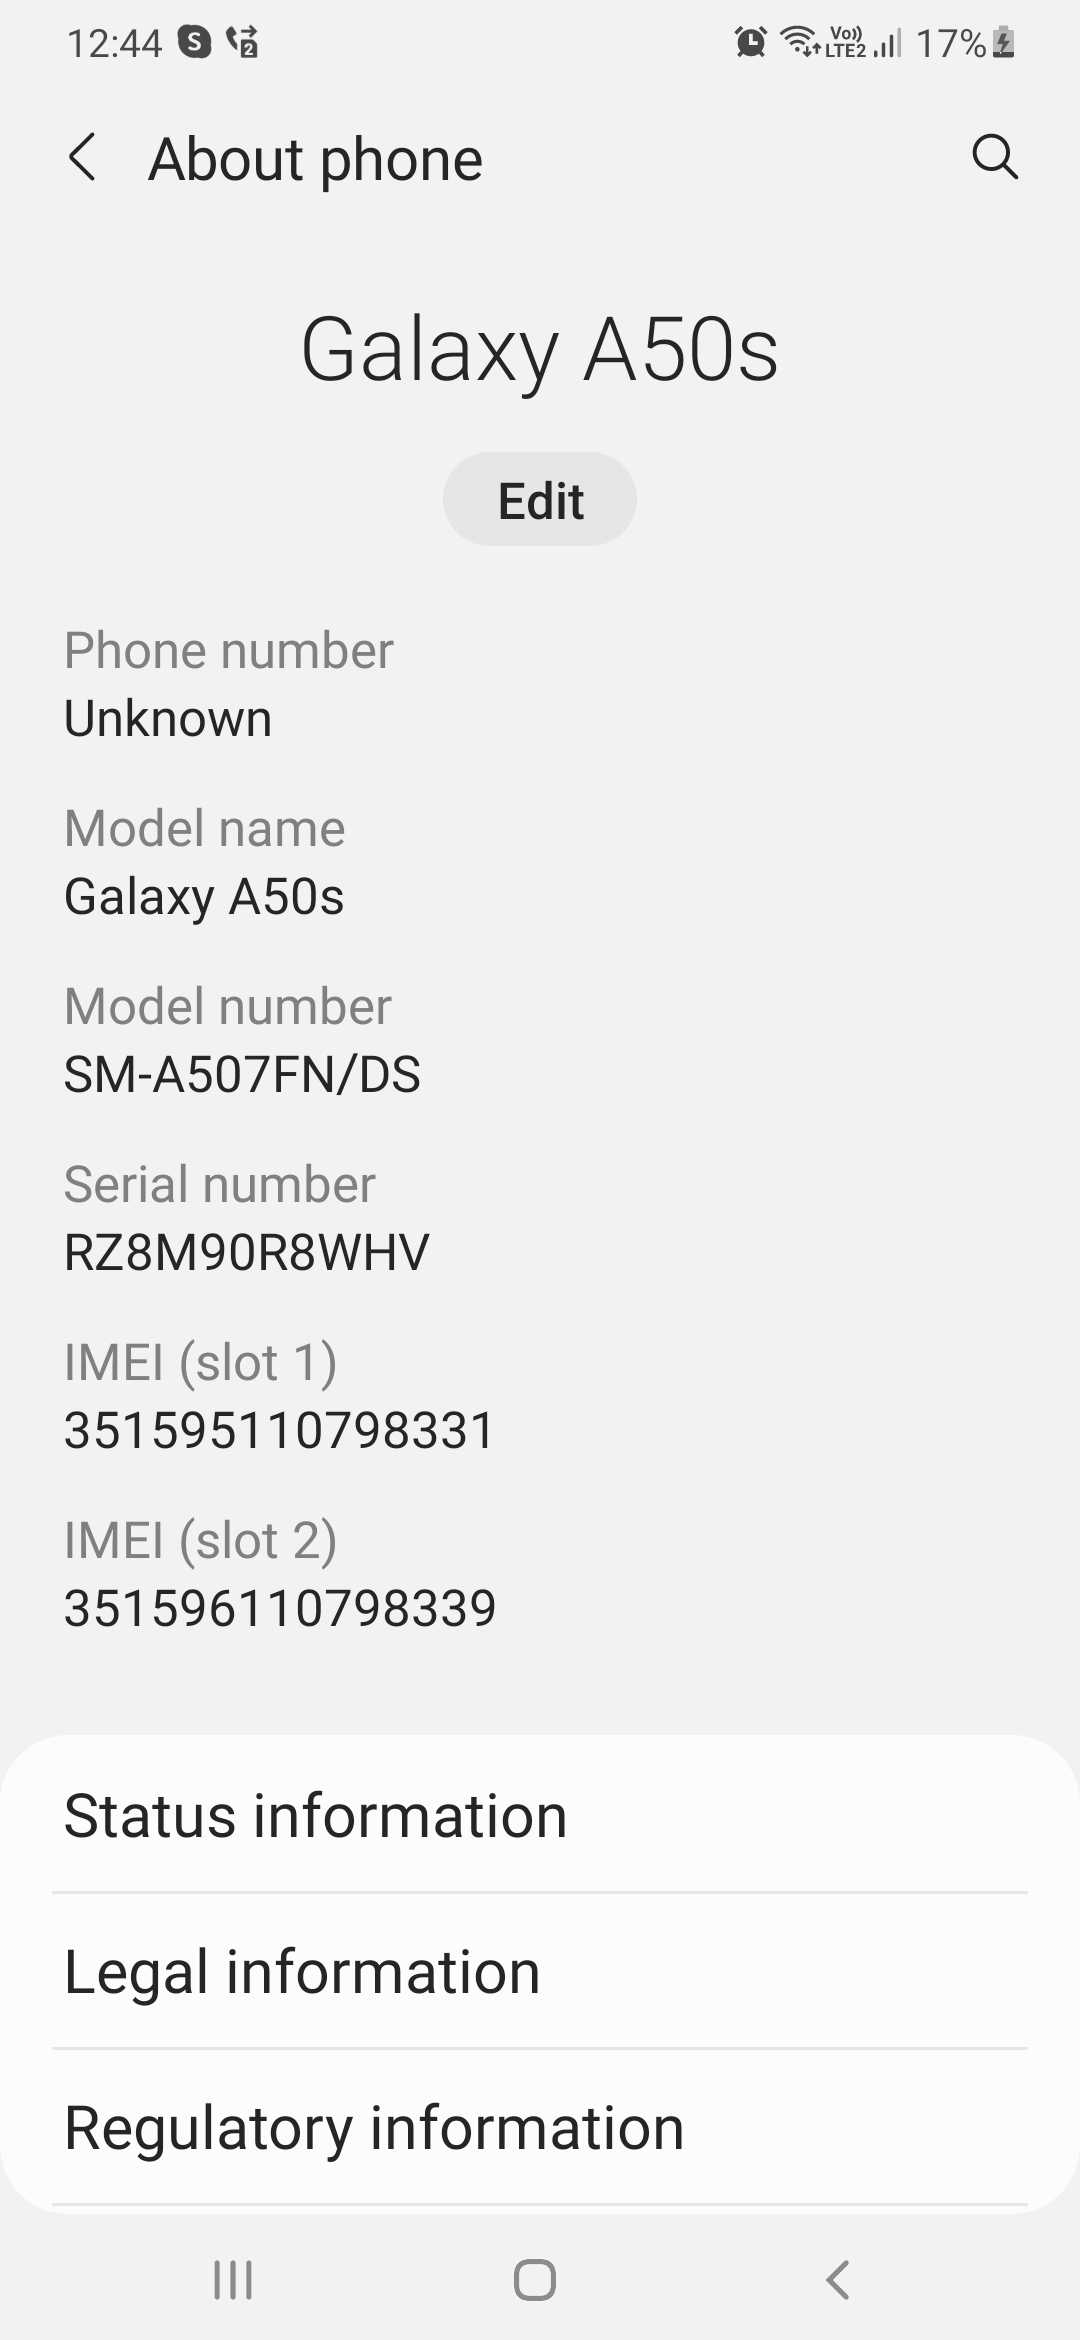 12:44 S 2 Vo)) LTE2 17%
About phone
Galaxy A50s
Edit
Phone number
Unknown
Model name
Galaxy A50s
Model number
SM-A507FN/DS
Serial number
RZ8M90R8WHV
IMEI (slot 1)
351595110798331
IMEI (slot 2)
351596110798339
Status information
Legal information
Regulatory information